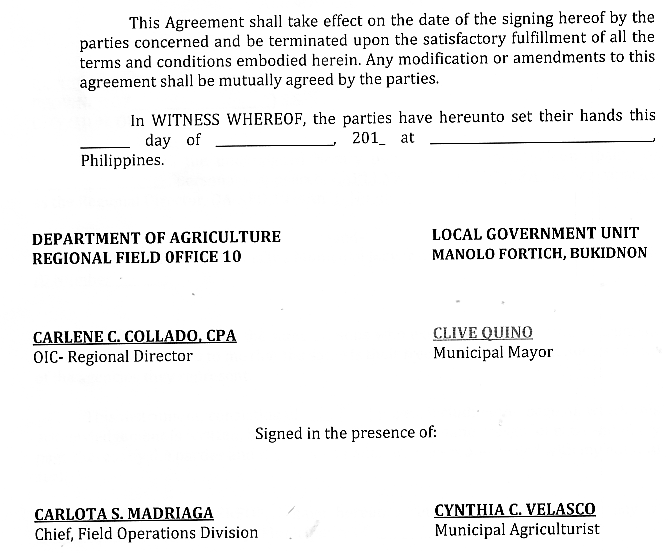 This Agreement shall take effect on the date of the signing hereof by the
parties concerned and be terminated upon the satisfactory fulfillment of all the
terms and conditions embodied herein. Any modification or amendments to this
agreement shall be mutually agreed by the parties.
In WITNESS WHEREOF, the parties have hereunto set their hands this
______ day of ______________, 201_ at __________________________,
Philippines.
DEPARTMENT OF AGRICULTURE
REGIONAL FIELD OFFICE 10
LOCAL GOVERNMENT UNIT
MANOLO FORTICH, BUKIDNON
CARLENE C. COLLADO, CPA
OIC- Regional Director
CLIVE QUINO
Municipal Mayor
Signed in the presence of:
CARLOTA S. MADRIAGA
Chief, Field Operations Division
CYNTHIA C. VELASCO
Municipal Agriculturist